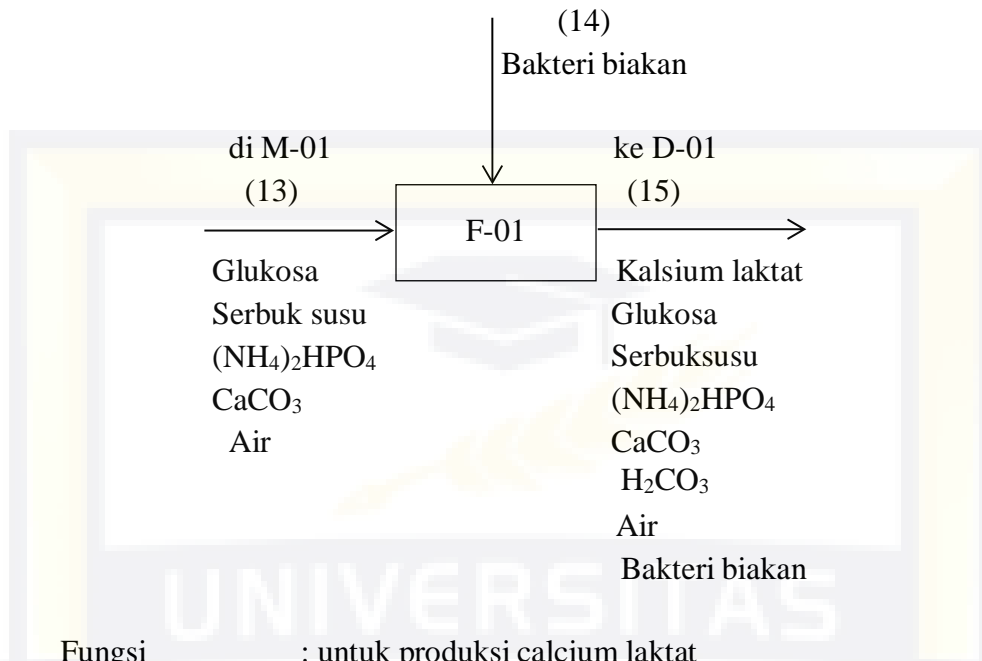 (14)
Bakteri biakan
di M-01
(13)
ke D-01
(15)
F-01
Glukosa
Serbuk susu
(NH₄)₂HPO₄
CaCO₃
Air
Kalsium laktat
Glukosa
Serbuksusu
(NH₄)₂HPO₄
CaCO₃
H₂CO₃
Air
Bakteri biakan
UNIVERSITAS
Fungsi : untuk produksi calcium laktat